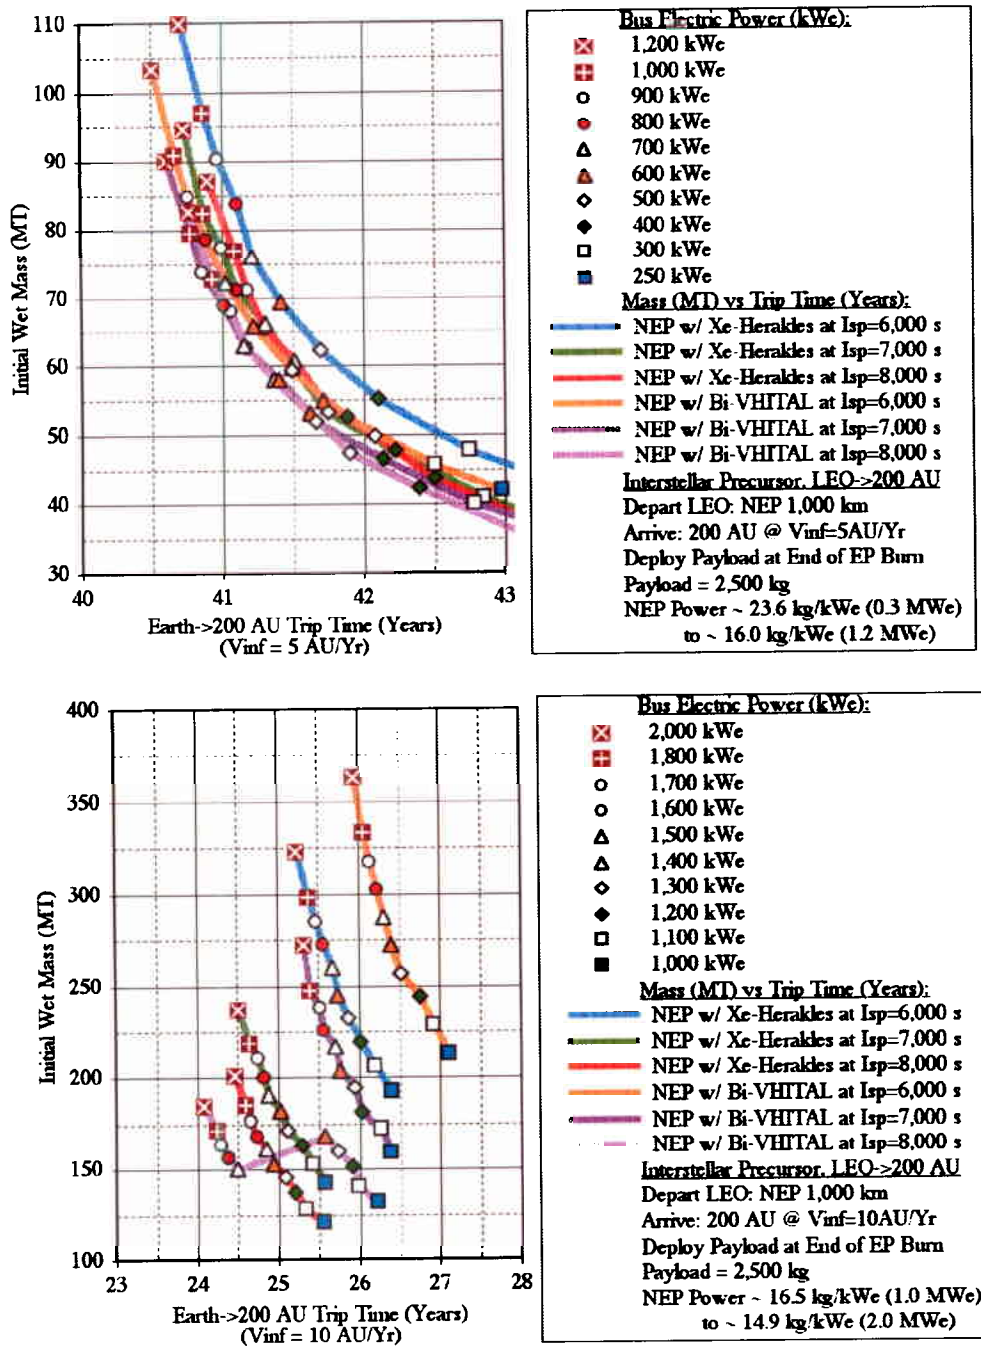 Initial Wet Mass (MT)
110
100
90
80
70
60
50
40
30
40
41
42
43
Earth->200 AU Trip Time (Years)
(Vinf = 5 AU/Yr)
Bus Electric Power (kWe):
1,200 kWe
1,000 kWe
900 kWe
800 kWe
700 kWe
600 kWe
500 kWe
400 kWe
300 kWe
250 kWe
Mass (MT) vs Trip Time (Years):
NEP w/ Xe-Herakles at Isp=6,000 s
NEP w/ Xe-Herakles at Isp=7,000 s
NEP w/ Xe-Herakles at Isp=8,000 s
NEP w/ Bi-VHITAL at Isp=6,000 s
NEP w/ Bi-VHITAL at Isp=7,000 s
NEP w/ Bi-VHITAL at Isp=8,000 s
Interstellar Precursor, LEO->200 AU
Depart LEO: NEP 1,000 km
Arrive: 200 AU @ Vinf=5AU/Yr
Deploy Payload at End of EP Burn
Payload = 2,500 kg
NEP Power ~ 23.6 kg/kWe (0.3 MWe)
to ~ 16.0 kg/kWe (1.2 MWe)
Initial Wet Mass (MT)
400
350
300
250
200
150
100
23
24
25
26
27
28
Earth->200 AU Trip Time (Years)
(Vinf = 10 AU/Yr)
Bus Electric Power (kWe):
2,000 kWe
1,800 kWe
1,700 kWe
1,600 kWe
1,500 kWe
1,400 kWe
1,300 kWe
1,200 kWe
1,100 kWe
1,000 kWe
Mass (MT) vs Trip Time (Years):
NEP w/ Xe-Herakles at Isp=6,000 s
NEP w/ Xe-Herakles at Isp=7,000 s
NEP w/ Xe-Herakles at Isp=8,000 s
NEP w/ Bi-VHITAL at Isp=6,000 s
NEP w/ Bi-VHITAL at Isp=7,000 s
NEP w/ Bi-VHITAL at Isp=8,000 s
Interstellar Precursor, LEO->200 AU
Depart LEO: NEP 1,000 km
Arrive: 200 AU @ Vinf=10AU/Yr
Deploy Payload at End of EP Burn
Payload = 2,500 kg
NEP Power ~ 16.5 kg/kWe (1.0 MWe)
to ~ 14.9 kg/kWe (2.0 MWe)